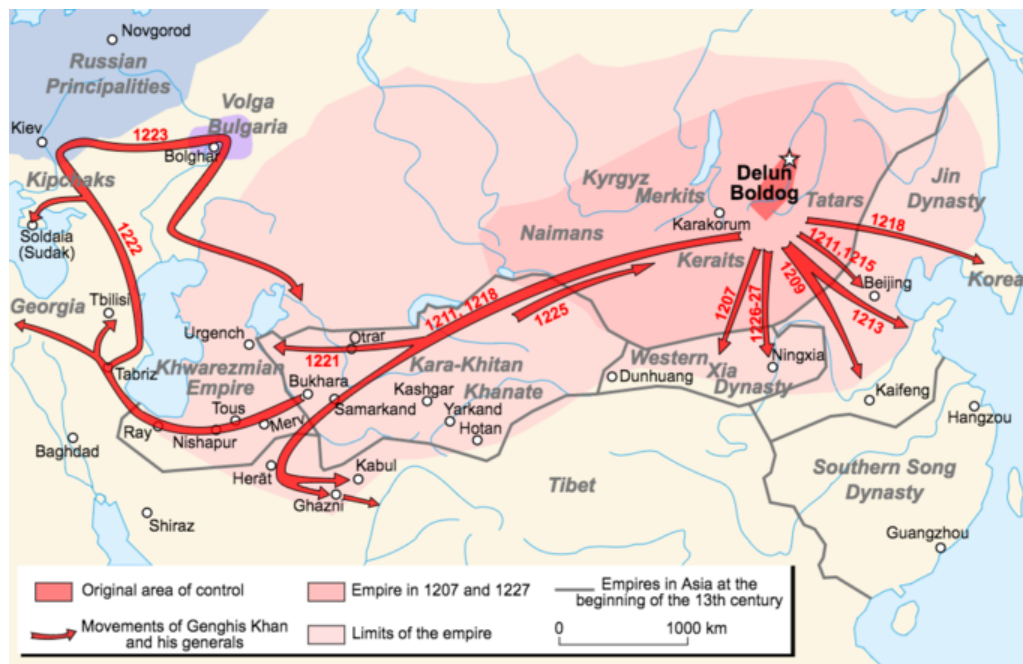 Novgorod
Russian
Principalities
Volga
Bulgaria
Kiev
1223
Bolghar
Kipchaks
Soldaia
(Sudak)
1222
Georgia
Tbilisi
Tabriz
Urgench
Khwarezmian
Empire
Otrar
1221
Bukhara
Samarkand
Tous
Merv
Ray
Nishapur
Baghdad
Shiraz
Herāt
Kabul
Ghazni
Kara-Khitan
Khanate
Kashgar
Yarkand
Hotan
1211, 1218
1225
Naimans
Kyrgyz
Merkits
Karakorum
Keraits
Delun
Boldog
Tatars
Jin
Dynasty
1218
1211,1215
Beijing
Korea
1209
1213
1207
1226-27
Western
Xia
Dynasty
Ningxia
Dunhuang
Kaifeng
Hangzou
Tibet
Southern Song
Dynasty
Guangzhou
Original area of control
Movements of Genghis Khan
and his generals
Empire in 1207 and 1227
Limits of the empire
Empires in Asia at the
beginning of the 13th century
0 1000 km